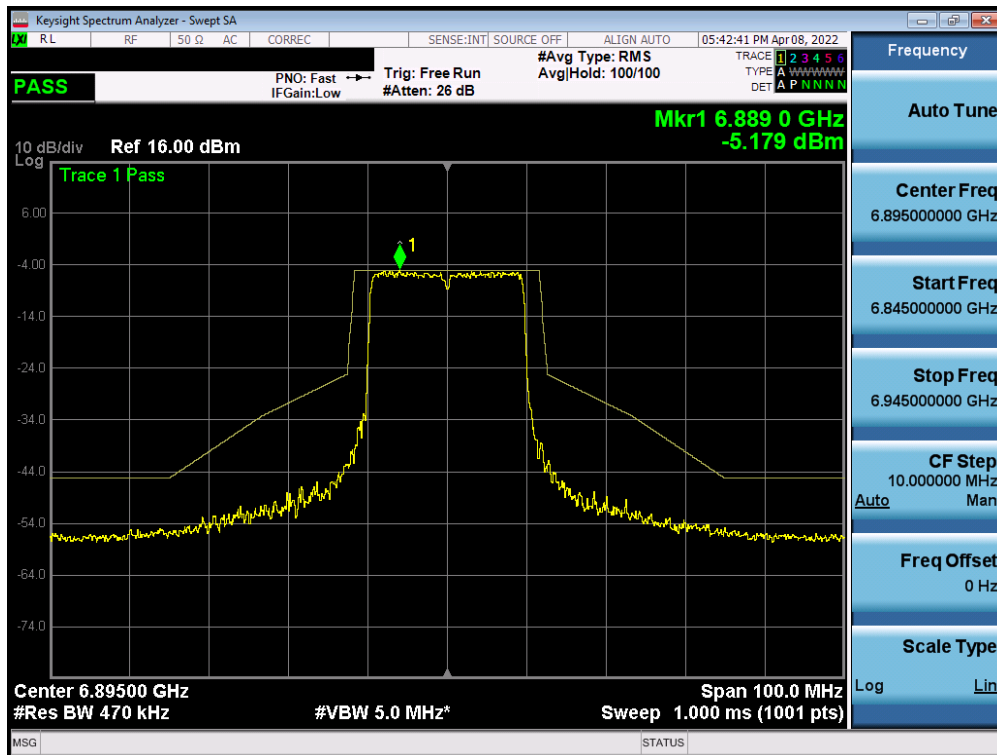 Keysight Spectrum Analyzer - Swept SA
LXI RL RF 50 Ω AC CORREC SENSE:INT SOURCE OFF ALIGN AUTO 05:42:41 PM Apr 08, 2022
Frequency
#Avg Type: RMS
TRACE 1 2 3 4 5 6
PNO: Fast Trig: Free Run Avg|Hold: 100/100
TYPE A WWWWW
PASS
IFGain:Low #Atten: 26 dB
DET A P N N N N
Auto Tune
Mkr1 6.889 0 GHz
-5.179 dBm
10 dB/div Ref 16.00 dBm
Log
Trace 1 Pass
1
6.00
-4.00
-14.0
-24.0
-34.0
-44.0
-54.0
-64.0
-74.0
Center Freq
6.895000000 GHz
Start Freq
6.845000000 GHz
Stop Freq
6.945000000 GHz
CF Step
10.000000 MHz
Auto Man
Freq Offset
0 Hz
Scale Type
Log Lin
Center 6.89500 GHz Span 100.0 MHz
#Res BW 470 kHz #VBW 5.0 MHz* Sweep 1.000 ms (1001 pts)
MSG STATUS